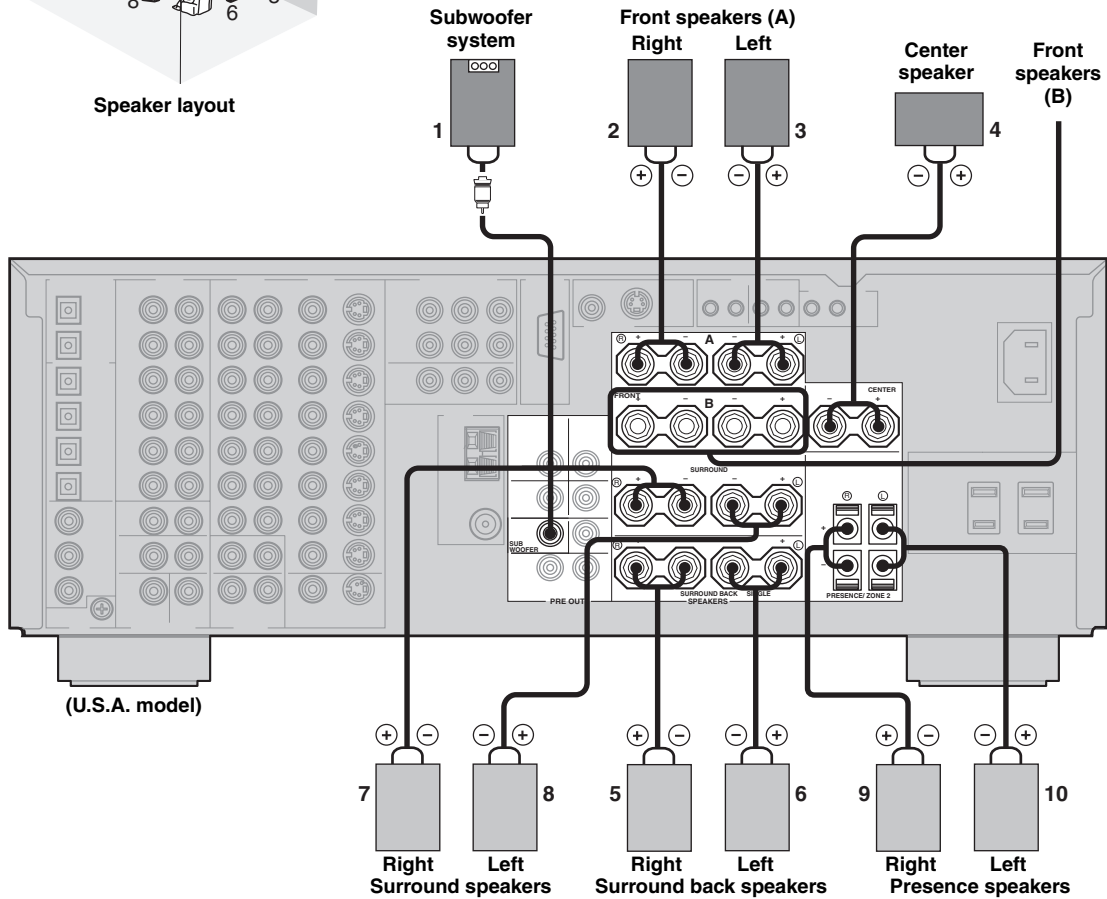 8
6
Speaker layout
Subwoofer system
1
Front speakers (A)
Right
Left
2
3
Center speaker
4
Front speakers (B)
+ −
− +
− +
R + − A − + L
FRONT
+ − B − +
CENTER
− +
SURROUND
R + − − + L
R + − − + L
SUB WOOFER
PRE OUT
SURROUND BACK
SINGLE
SPEAKERS
R L
+
−
PRESENCE/ ZONE 2
(U.S.A. model)
+ −
− +
+ −
− +
+ −
− +
7
8
5
6
9
10
Right
Left
Surround speakers
Right
Left
Surround back speakers
Right
Left
Presence speakers